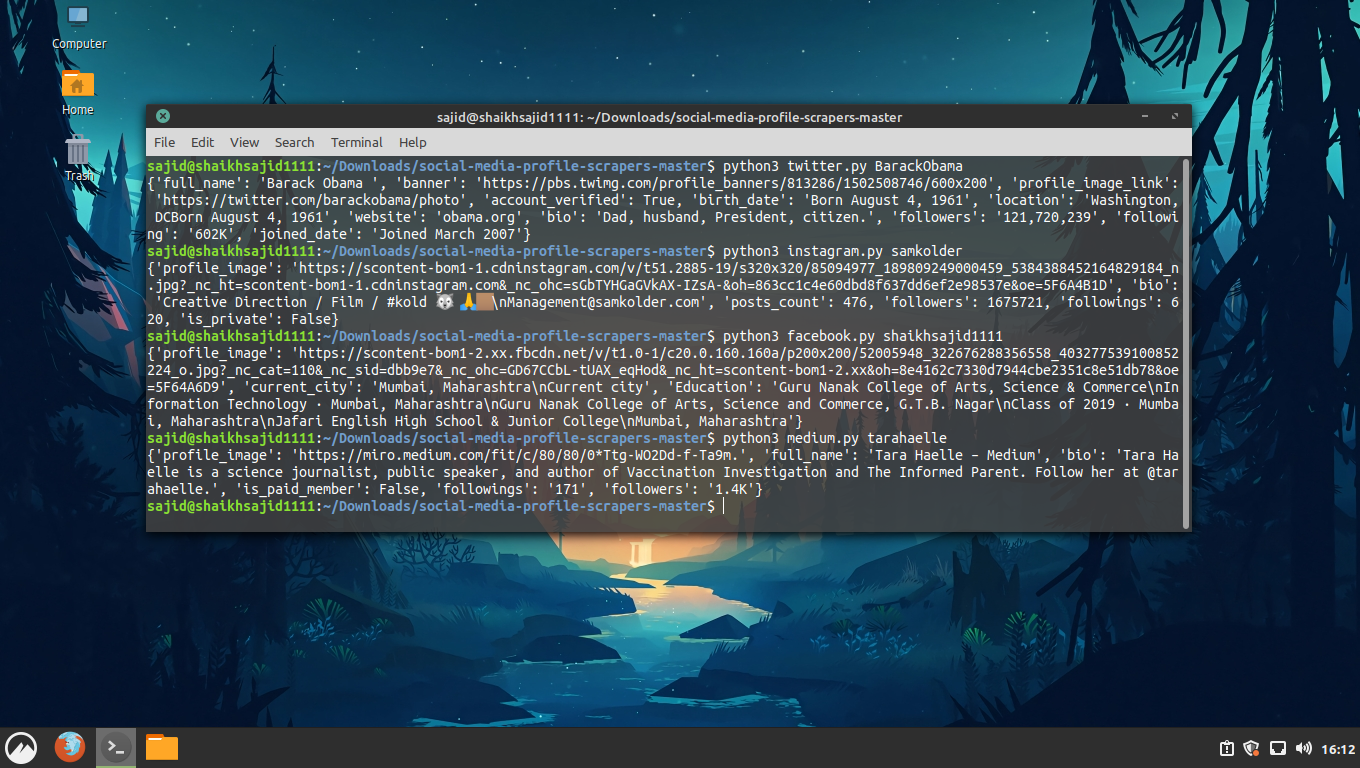 Computer
Home
Trash
sajid@shaikhsajid1111: ~/Downloads/social-media-profile-scrapers-master
File Edit View Search Terminal Help
sajid@shaikhsajid1111:~/Downloads/social-media-profile-scrapers-master$ python3 twitter.py BarackObama
{'full_name': 'Barack Obama ', 'banner': 'https://pbs.twimg.com/profile_banners/813286/1502508746/600x200', 'profile_image_link':
'https://twitter.com/barackobama/photo', 'account_verified': True, 'birth_date': 'Born August 4, 1961', 'location': 'Washington,
DCBorn August 4, 1961', 'website': 'obama.org', 'bio': 'Dad, husband, President, citizen.', 'followers': '121,720,239', 'followi
ng': '602K', 'joined_date': 'Joined March 2007'}
sajid@shaikhsajid1111:~/Downloads/social-media-profile-scrapers-master$ python3 instagram.py samkolder
{'profile_image': 'https://scontent-bom1-1.cdninstagram.com/v/t51.2885-19/s320x320/85094977_189809249000459_5384388452164829184_n
.jpg?_nc_ht=scontent-bom1-1.cdninstagram.com&_nc_ohc=sGbTYHGaGVkAX-IZsA-&oh=863cc1c4e60dbd8f637dd6ef2e98537e&oe=5F6A4B1D', 'bio':
'Creative Direction / Film / #kold 🐺 🙏🏽\nManagement@samkolder.com', 'posts_count': 476, 'followers': 1675721, 'followings': 6
20, 'is_private': False}
sajid@shaikhsajid1111:~/Downloads/social-media-profile-scrapers-master$ python3 facebook.py shaikhsajid1111
{'profile_image': 'https://scontent-bom1-2.xx.fbcdn.net/v/t1.0-1/c20.0.160.160a/p200x200/52005948_322676288356558_403277539100852
224_o.jpg?_nc_cat=110&_nc_sid=dbb9e7&_nc_ohc=GD67CCbL-tUAX_eqHod&_nc_ht=scontent-bom1-2.xx&oh=8e4162c7330d7944cbe2351c8e51db78&oe
=5F64A6D9', 'current_city': 'Mumbai, Maharashtra\nCurrent city', 'Education': 'Guru Nanak College of Arts, Science & Commerce\nIn
formation Technology · Mumbai, Maharashtra\nGuru Nanak College of Arts, Science and Commerce, G.T.B. Nagar\nClass of 2019 · Mumba
i, Maharashtra\nJafari English High School & Junior College\nMumbai, Maharashtra'}
sajid@shaikhsajid1111:~/Downloads/social-media-profile-scrapers-master$ python3 medium.py tarahaelle
{'profile_image': 'https://miro.medium.com/fit/c/80/80/0*Ttg-WO2Dd-f-Ta9m.', 'full_name': 'Tara Haelle – Medium', 'bio': 'Tara Ha
elle is a science journalist, public speaker, and author of Vaccination Investigation and The Informed Parent. Follow her at @tar
ahaelle.', 'is_paid_member': False, 'followings': '171', 'followers': '1.4K'}
sajid@shaikhsajid1111:~/Downloads/social-media-profile-scrapers-master$
16:12